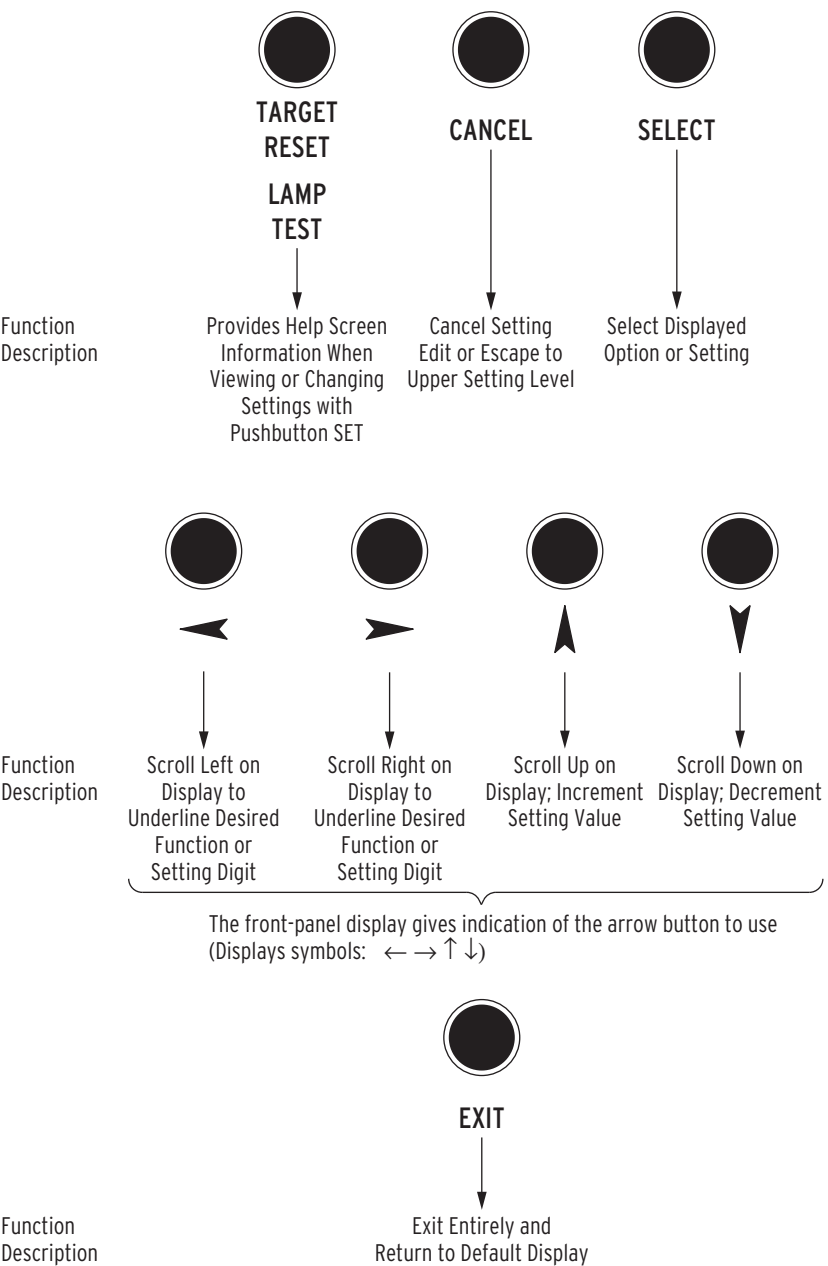 TARGET
RESET
LAMP
TEST
CANCEL
SELECT
Function
Description
Provides Help Screen
Information When
Viewing or Changing
Settings with
Pushbutton SET
Cancel Setting
Edit or Escape to
Upper Setting Level
Select Displayed
Option or Setting
Function
Description
Scroll Left on
Display to
Underline Desired
Function or
Setting Digit
Scroll Right on
Display to
Underline Desired
Function or
Setting Digit
Scroll Up on
Display; Increment
Setting Value
Scroll Down on
Display; Decrement
Setting Value
The front-panel display gives indication of the arrow button to use
(Displays symbols: ← → ↑ ↓)
EXIT
Function
Description
Exit Entirely and
Return to Default Display